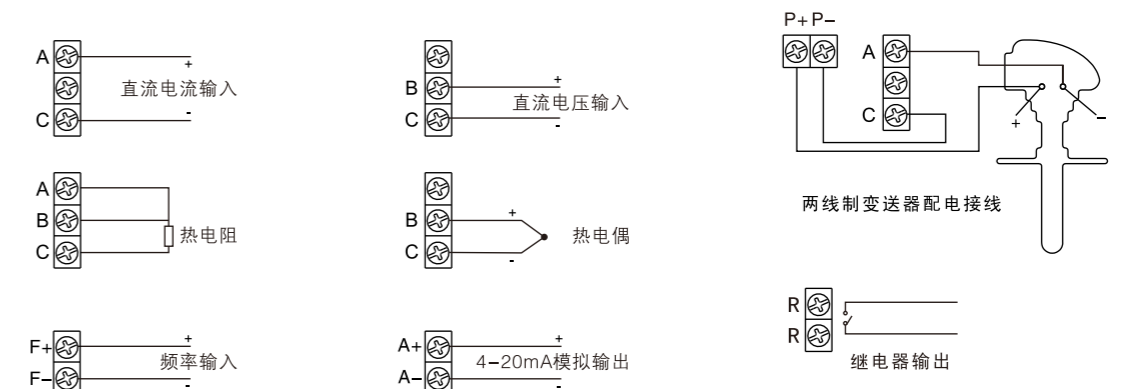 P+P−
A
+
直流电流输入
C
-
B
+
直流电压输入
C
-
A
C
+
−
两线制变送器配电接线
A
B
热电阻
C
B
+
热电偶
C
-
R
R
继电器输出
F+
+
频率输入
F−
-
A+
+
4−20mA模拟输出
A−
-